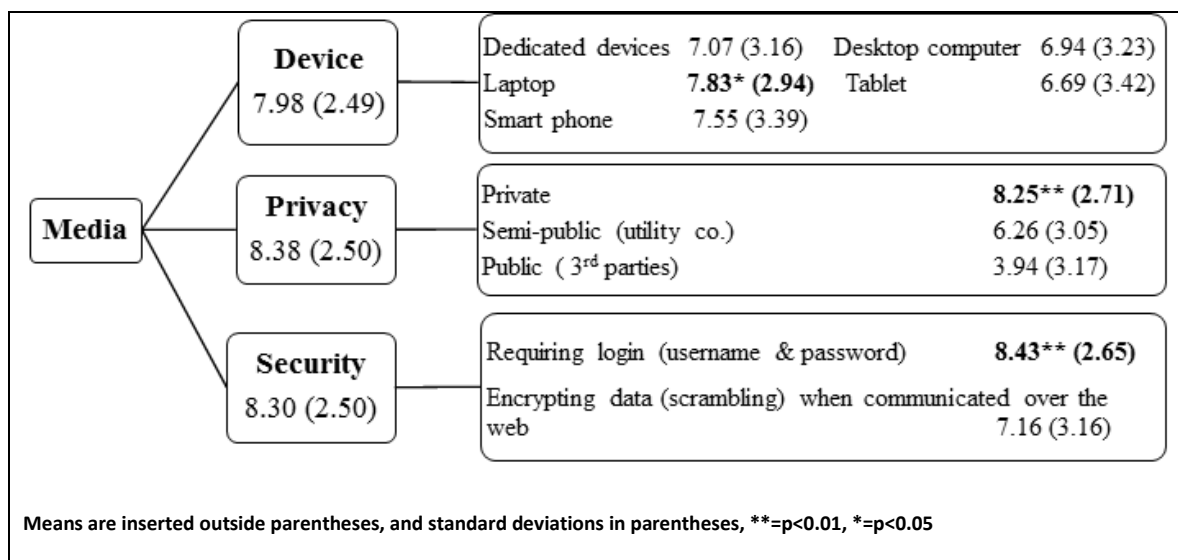 Media
Device
7.98 (2.49)
Dedicated devices 7.07 (3.16) Desktop computer 6.94 (3.23)
Laptop 7.83* (2.94) Tablet 6.69 (3.42)
Smart phone 7.55 (3.39)
Privacy
8.38 (2.50)
Private 8.25** (2.71)
Semi-public (utility co.) 6.26 (3.05)
Public ( 3rd parties) 3.94 (3.17)
Security
8.30 (2.50)
Requiring login (username & password) 8.43** (2.65)
Encrypting data (scrambling) when communicated over the
web 7.16 (3.16)
Means are inserted outside parentheses, and standard deviations in parentheses, **=p<0.01, *=p<0.05